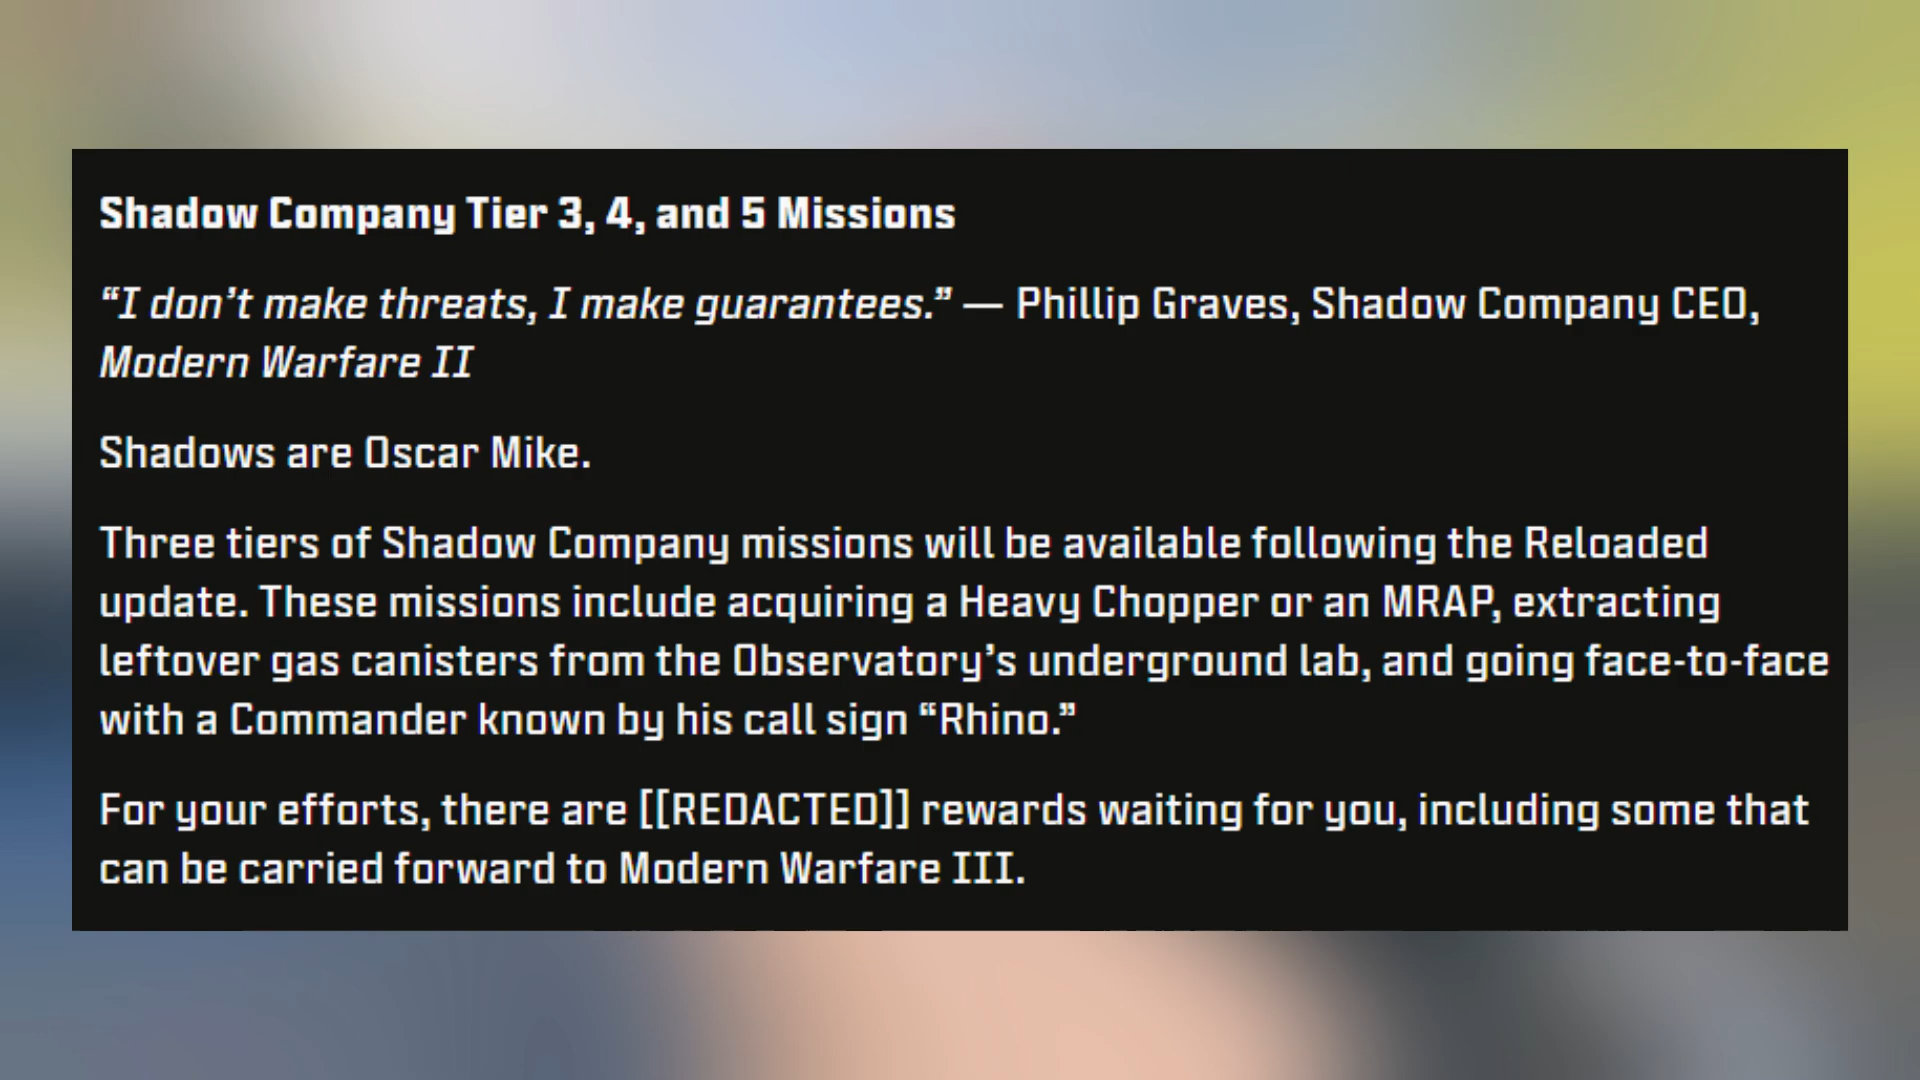 Shadow Company Tier 3, 4, and 5 Missions
“I don’t make threats, I make guarantees.” — Phillip Graves, Shadow Company CEO,
Modern Warfare II
Shadows are Oscar Mike.
Three tiers of Shadow Company missions will be available following the Reloaded
update. These missions include acquiring a Heavy Chopper or an MRAP, extracting
leftover gas canisters from the Observatory’s underground lab, and going face-to-face
with a Commander known by his call sign “Rhino.”
For your efforts, there are [[REDACTED]] rewards waiting for you, including some that
can be carried forward to Modern Warfare III.